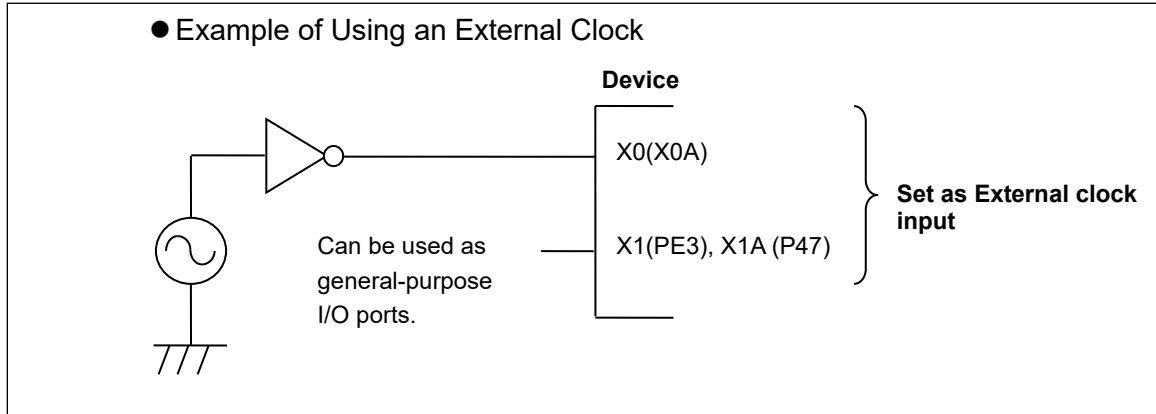 ● Example of Using an External Clock
Device
X0(X0A)
Set as External clock
input
Can be used as
general-purpose
I/O ports.
X1(PE3), X1A (P47)